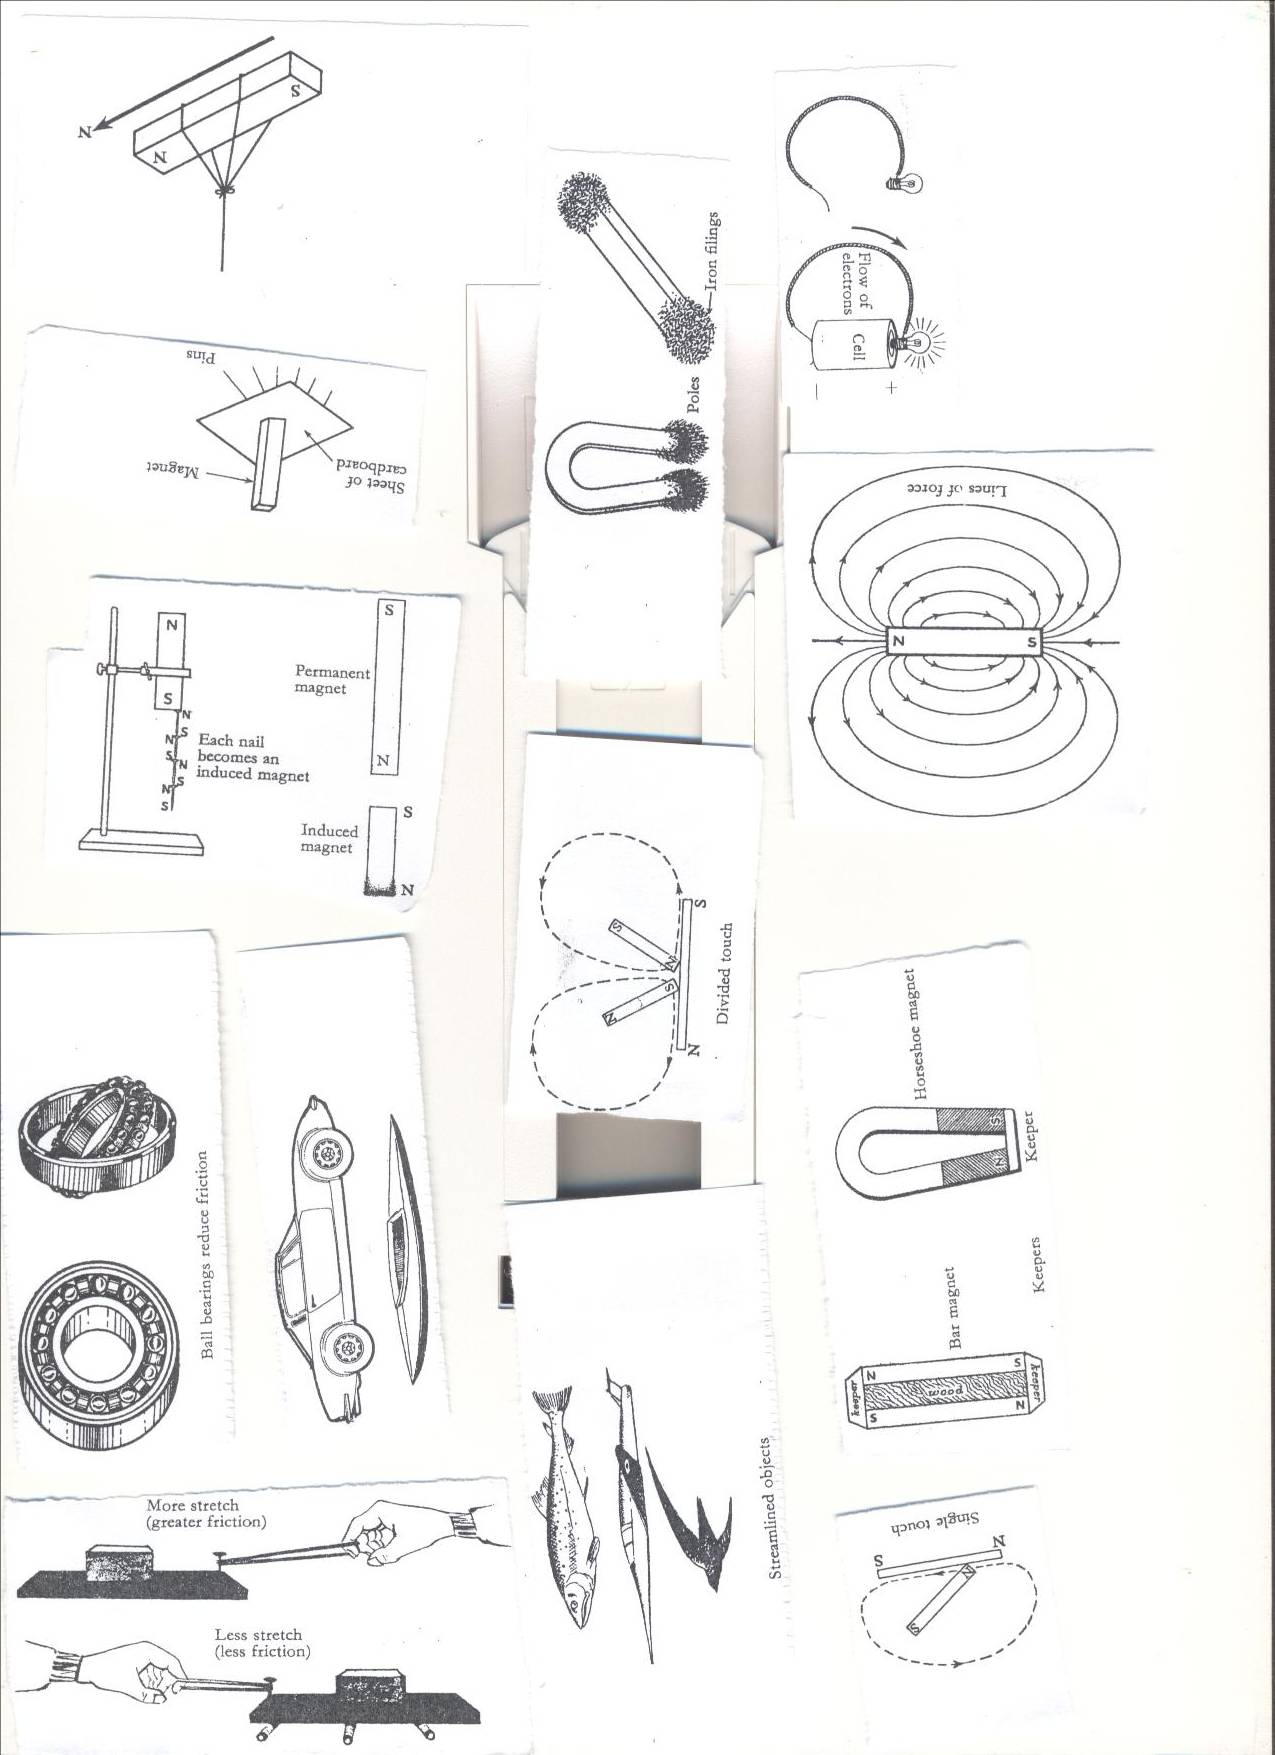 N
S
N
Pins
Magnet
Sheet of
cardboard
Iron filings
Poles
Flow of
electrons
Cell
−
+
Lines of force
N
S
N
S
N
S
N
S
N
S
N
S
Each nail
becomes an
induced magnet
Permanent
magnet
S
N
Induced
magnet
S
N
S
N
S
N
S
N
Divided touch
Horseshoe magnet
S
N
Keeper
Keepers
Bar magnet
keeper
N
S
wood
S
N
keeper
Ball bearings reduce friction
More stretch
(greater friction)
Less stretch
(less friction)
Streamlined objects
Single touch
S
N
N
S